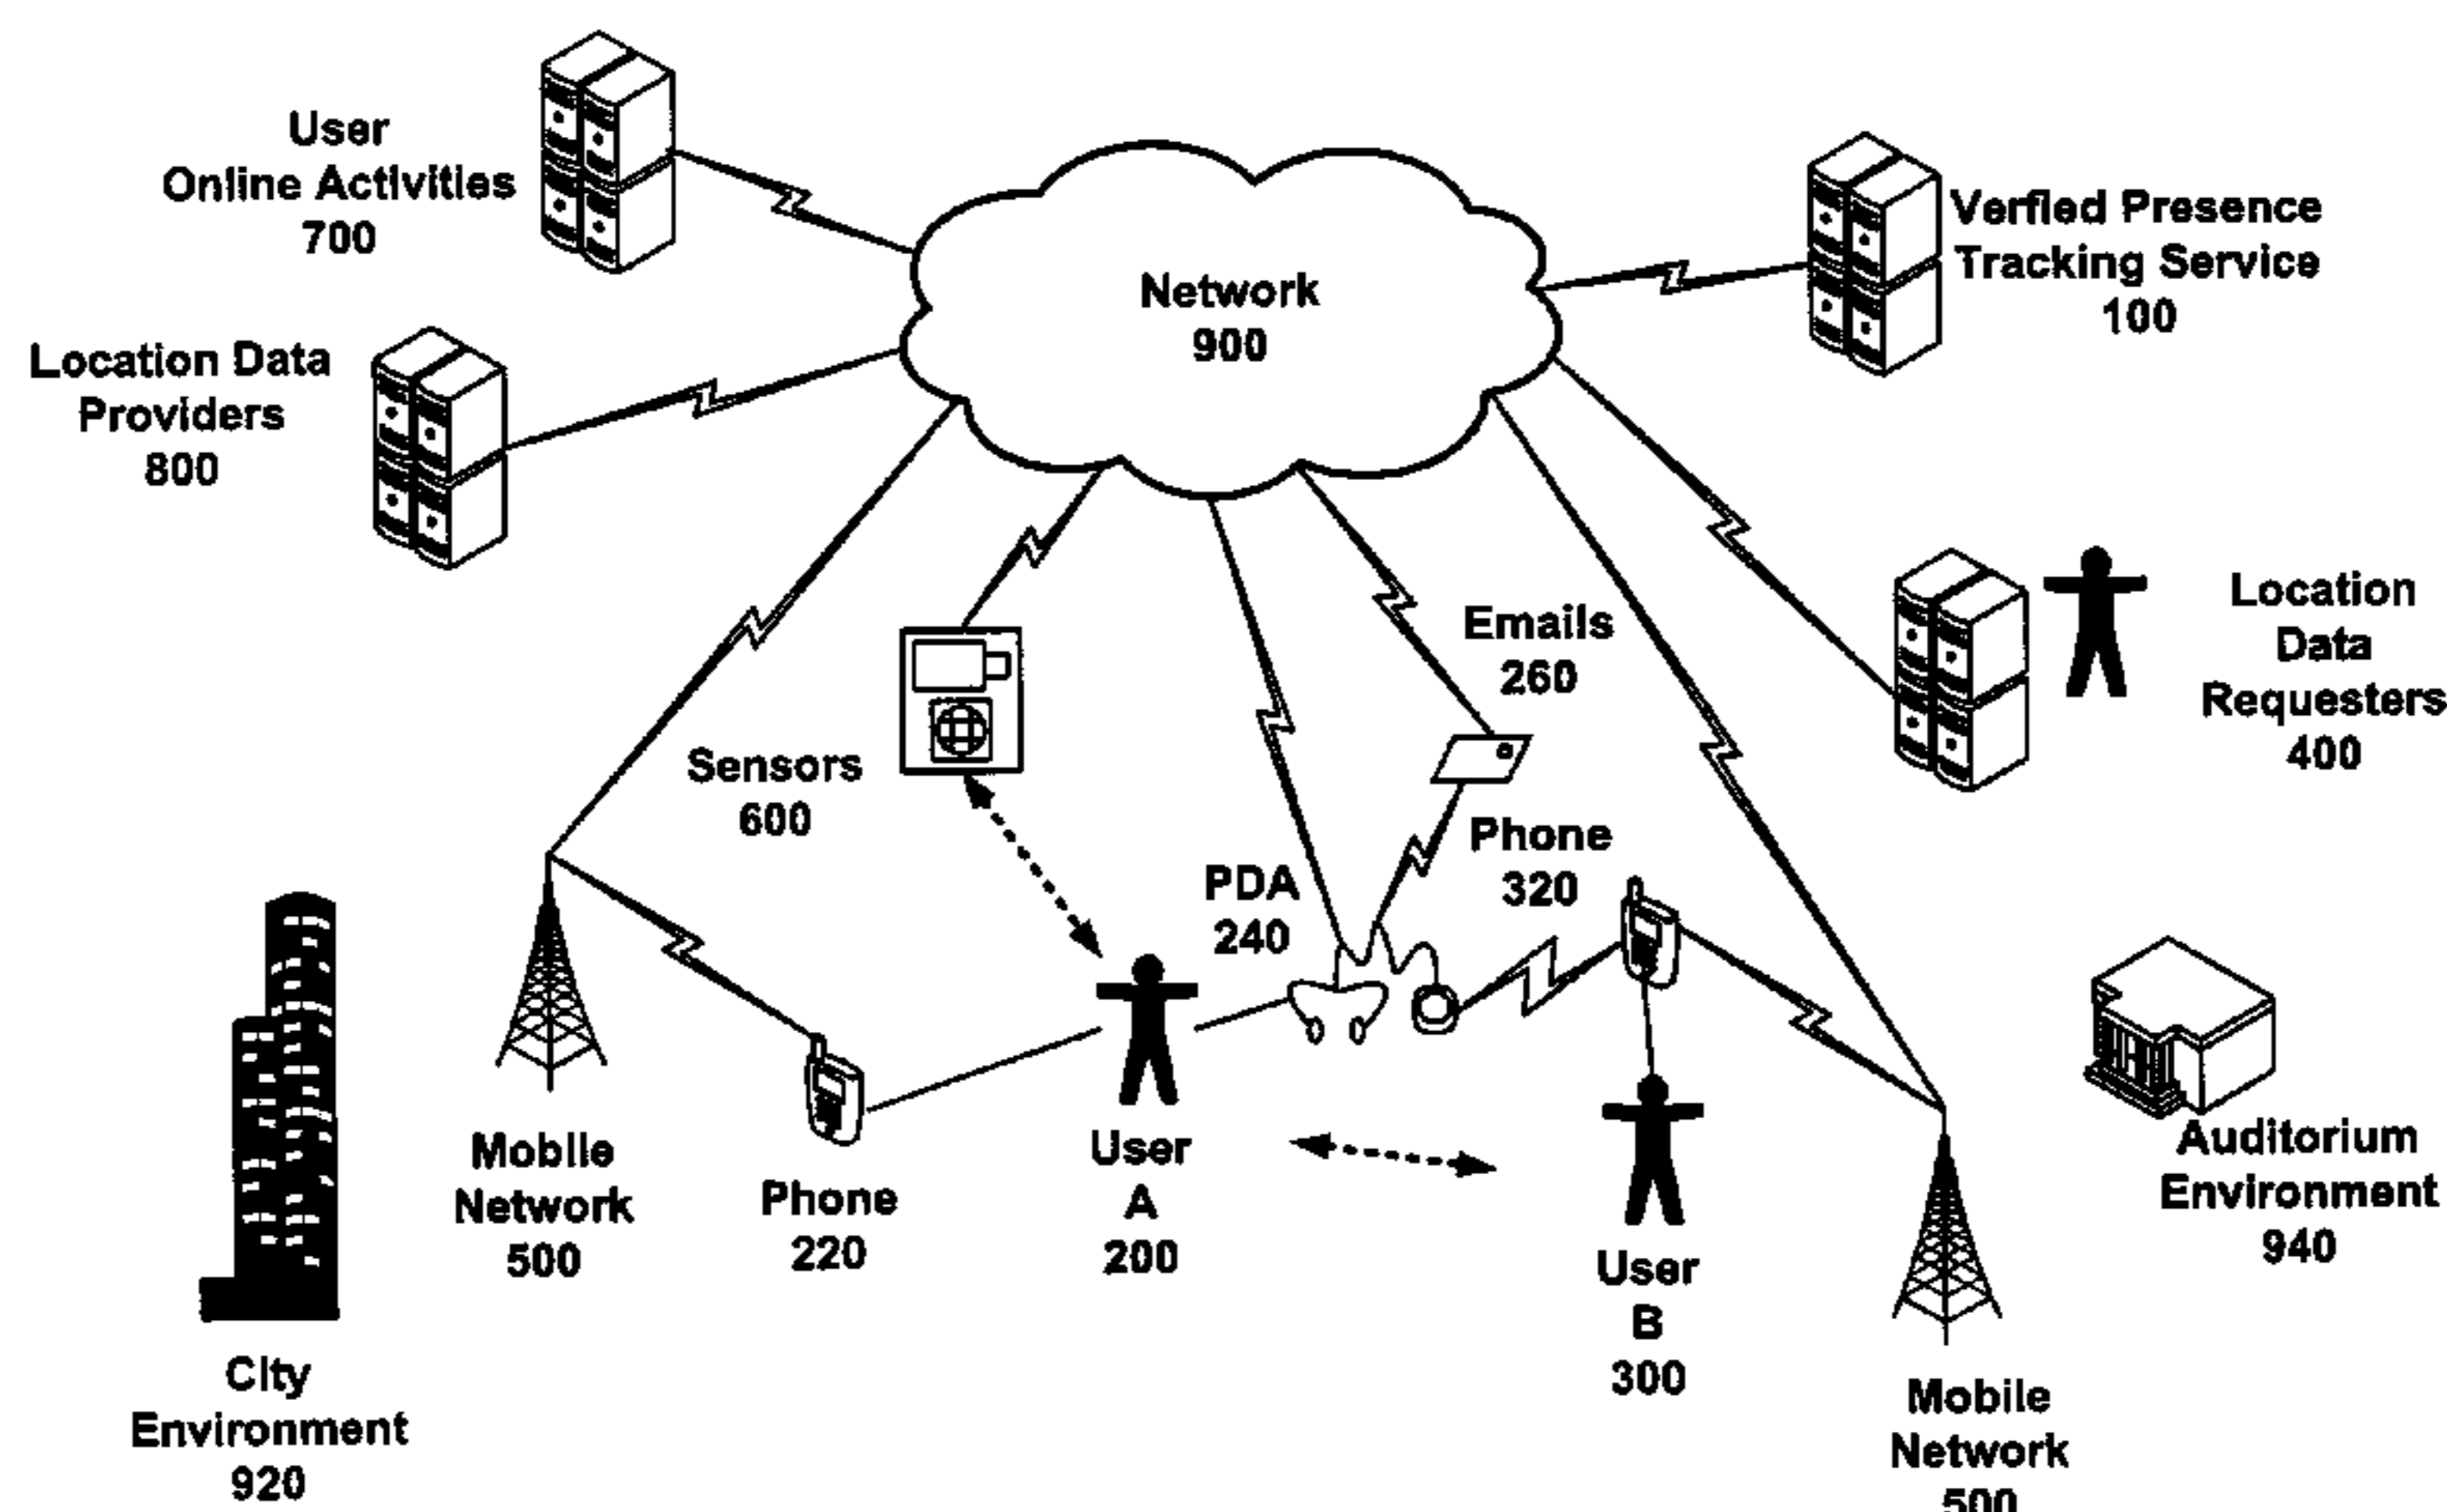 User
Online Activities
700
Network
900
Verfied Presence
Tracking Service
100
Location Data
Providers
800
Location
Data
Requesters
400
Emails
260
Sensors
600
Phone
320
PDA
240
Mobile
Network
500
Phone
220
User
A
200
User
B
300
Auditorium
Environment
940
City
Environment
920
Mobile
Network
500